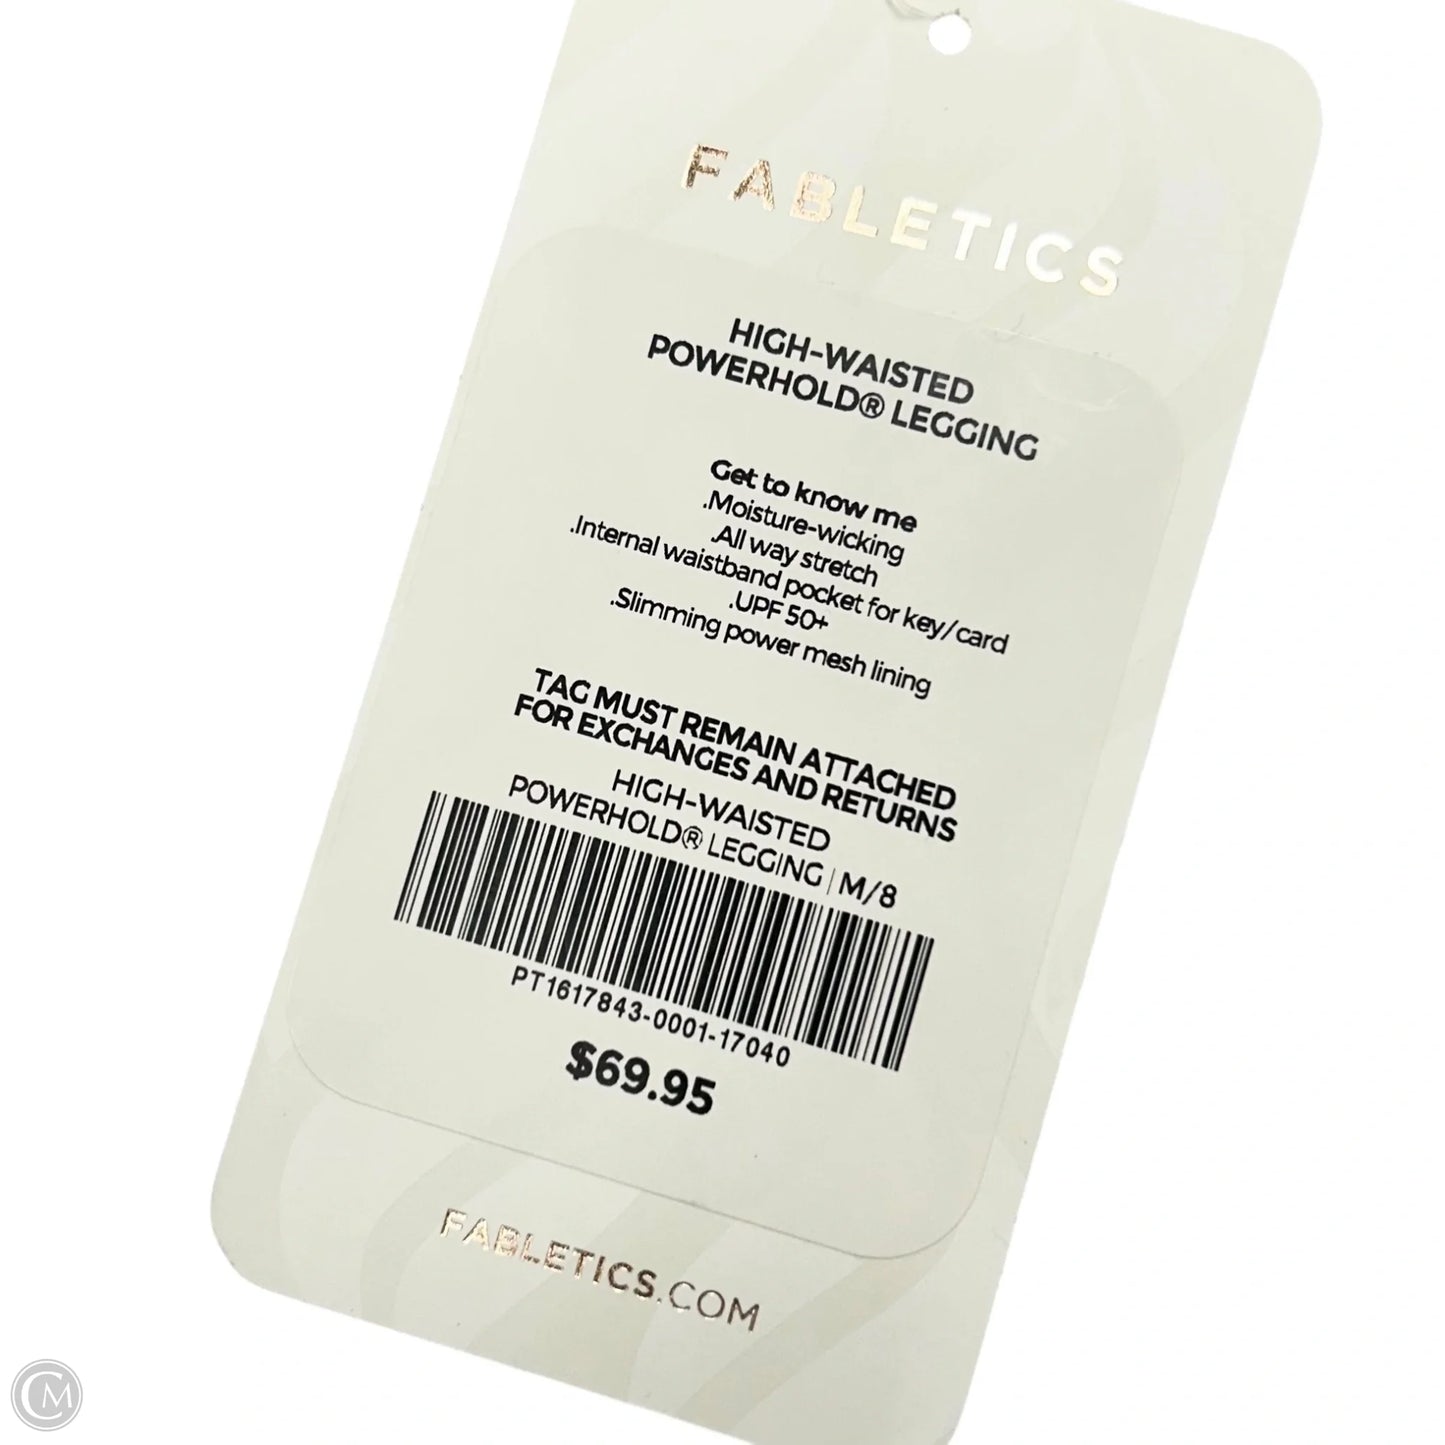 FABLETICS
HIGH-WAISTED
POWERHOLD® LEGGING
Get to know me
.Moisture-wicking
.All way stretch
.Internal waistband pocket for key/card
.UPF 50+
.Slimming power mesh lining
TAG MUST REMAIN ATTACHED
FOR EXCHANGES AND RETURNS
HIGH-WAISTED
POWERHOLD® LEGGING | M/8
PT1617843-0001-17040
$69.95
FABLETICS.COM
CM